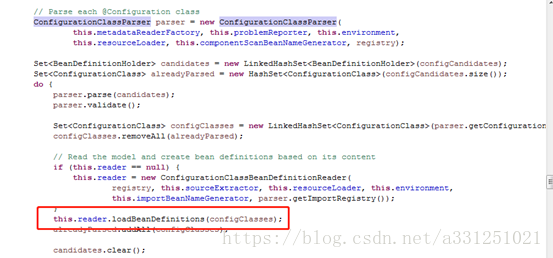 // Parse each @Configuration class
ConfigurationClassParser parser = new ConfigurationClassParser(
this.metadataReaderFactory, this.problemReporter, this.environment,
this.resourceLoader, this.componentScanBeanNameGenerator, registry);
Set<BeanDefinitionHolder> candidates = new LinkedHashSet<BeanDefinitionHolder>(configCandidates);
Set<ConfigurationClass> alreadyParsed = new HashSet<ConfigurationClass>(configCandidates.size());
do {
parser.parse(candidates);
parser.validate();
Set<ConfigurationClass> configClasses = new LinkedHashSet<ConfigurationClass>(parser.getConfiguration
configClasses.removeAll(alreadyParsed);
// Read the model and create bean definitions based on its content
if (this.reader == null) {
this.reader = new ConfigurationClassBeanDefinitionReader(
registry, this.sourceExtractor, this.resourceLoader, this.environment,
this.importBeanNameGenerator, parser.getImportRegistry());
}
this.reader.loadBeanDefinitions(configClasses);
alreadyParsed.addAll(configClasses);
https://blog.csdn.net/a331251021
candidates.clear();